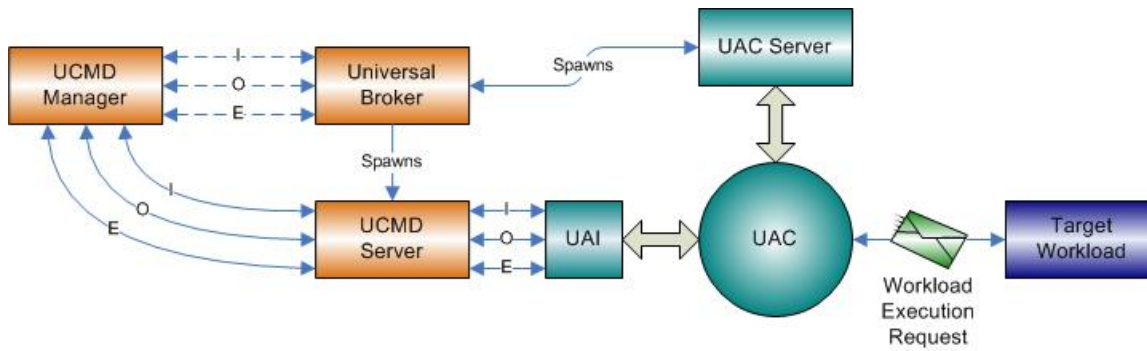 UCMD
Manager
I
O
E
Universal
Broker
Spawns
UAC Server
Spawns
I
O
E
UCMD
Server
I
O
E
UAI
UAC
Target
Workload
Workload
Execution
Request